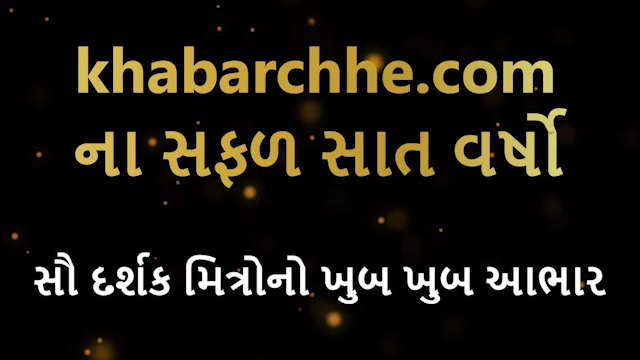 khabarchhe.com
ના સફળ સાત વર્ષો
સૌ દર્શક મિત્રોનો ખુબ ખુબ આભાર